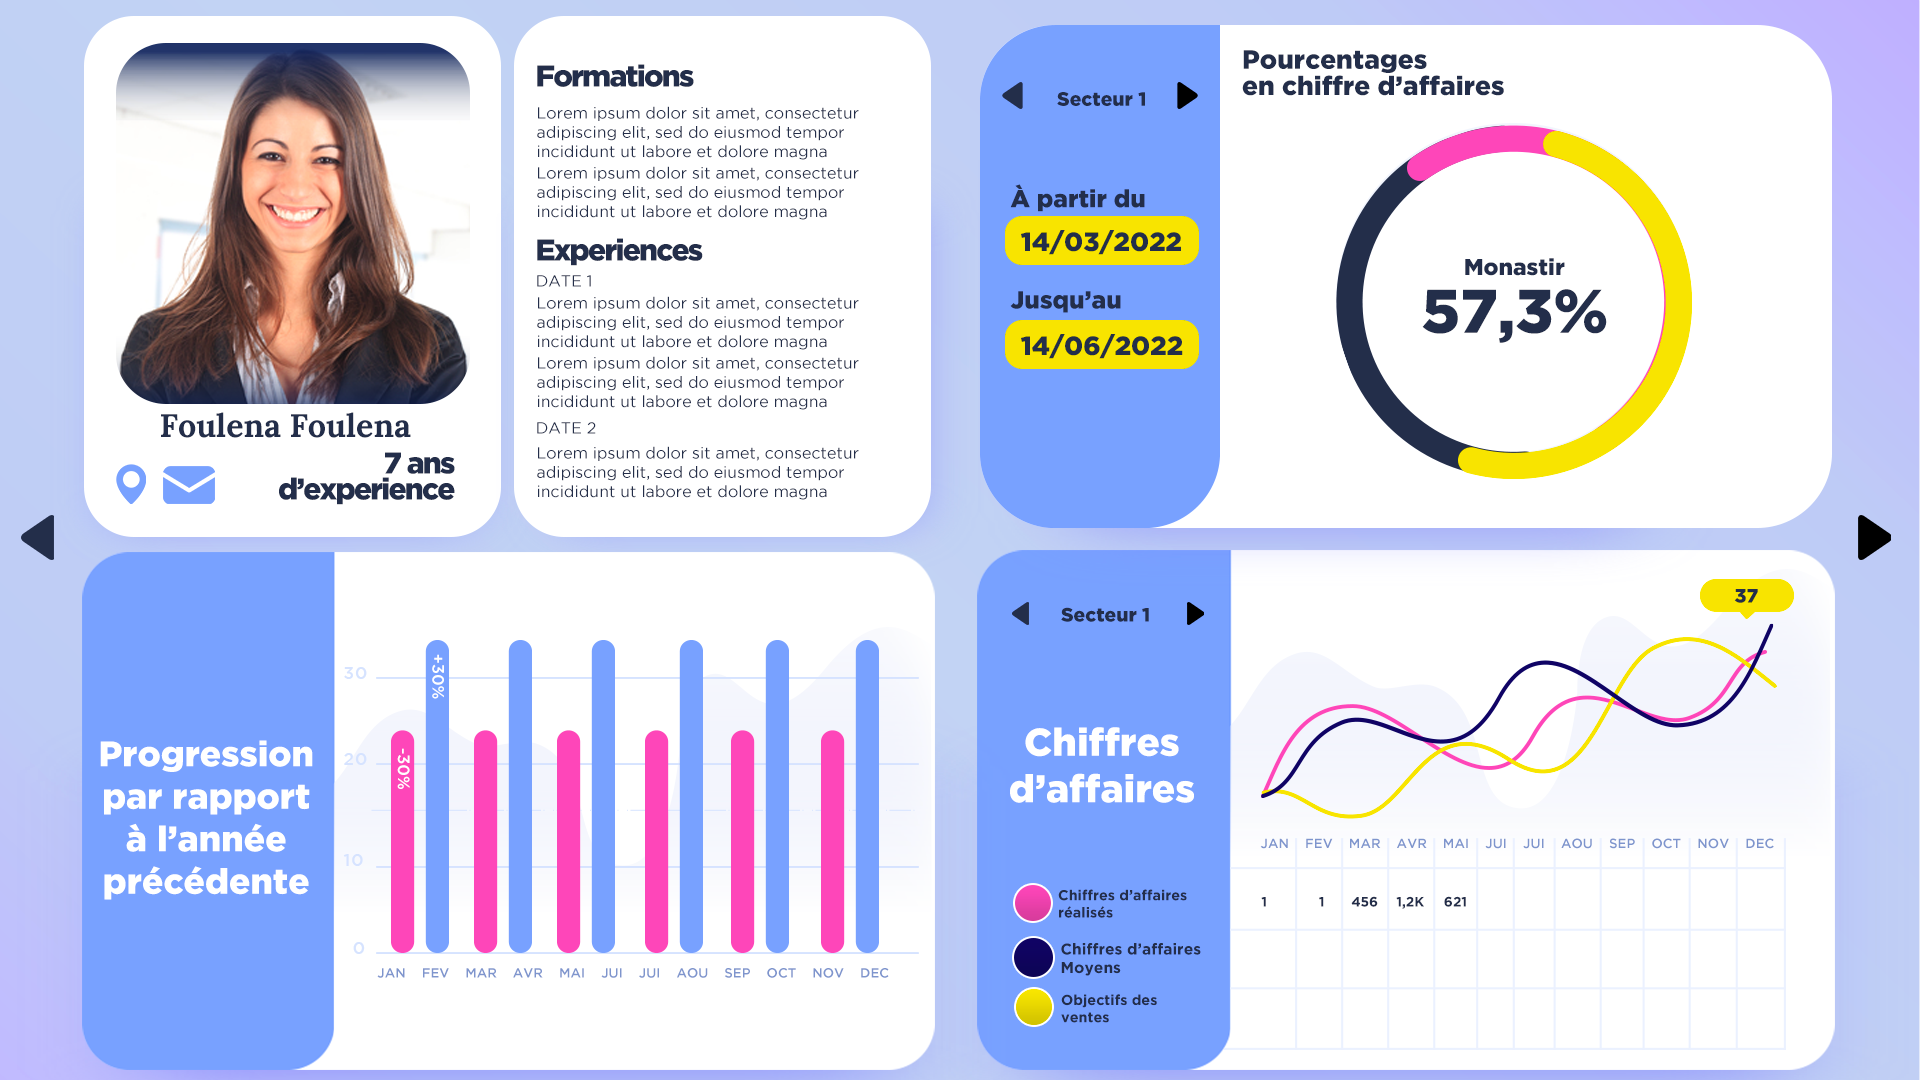 Foulena Foulena
7 ans
d’experience
Formations
Lorem ipsum dolor sit amet, consectetur
adipiscing elit, sed do eiusmod tempor
incididunt ut labore et dolore magna
Lorem ipsum dolor sit amet, consectetur
adipiscing elit, sed do eiusmod tempor
incididunt ut labore et dolore magna
Experiences
DATE 1
Lorem ipsum dolor sit amet, consectetur
adipiscing elit, sed do eiusmod tempor
incididunt ut labore et dolore magna
Lorem ipsum dolor sit amet, consectetur
adipiscing elit, sed do eiusmod tempor
incididunt ut labore et dolore magna
DATE 2
Lorem ipsum dolor sit amet, consectetur
adipiscing elit, sed do eiusmod tempor
incididunt ut labore et dolore magna
Secteur 1
À partir du
14/03/2022
Jusqu’au
14/06/2022
Pourcentages
en chiffre d’affaires
Monastir
57,3%
Progression
par rapport
à l’année
précédente
30
20
10
0
-30%
+30%
JAN FEV MAR AVR MAI JUI JUI AOU SEP OCT NOV DEC
Secteur 1
Chiffres
d’affaires
Chiffres d’affaires
réalisés
Chiffres d’affaires
Moyens
Objectifs des
ventes
37
JAN FEV MAR AVR MAI JUI JUI AOU SEP OCT NOV DEC
1 1 456 1,2K 621